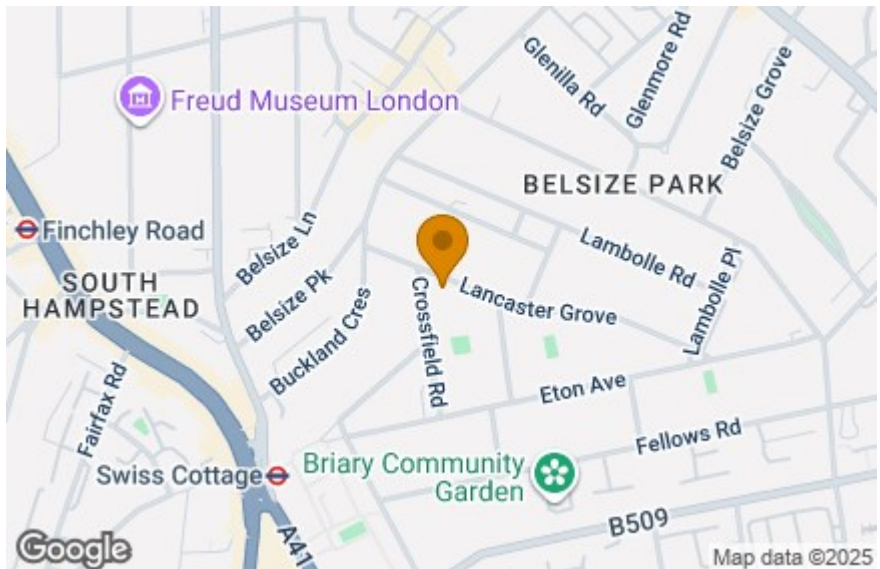 Glenilla Rd
Glenmore Rd
Belsize Grove
Freud Museum London
BELSIZE PARK
Finchley Road
Belsize Ln
Lambolle Rd
SOUTH
HAMPSTEAD
Belsize Pk
Lambolle Pl
Buckland Cres
Crossfield Rd
Lancaster Grove
Fairfax Rd
Eton Ave
Fellows Rd
Swiss Cottage
Briary Community
Garden
B509
A41
Google
Map data ©2025